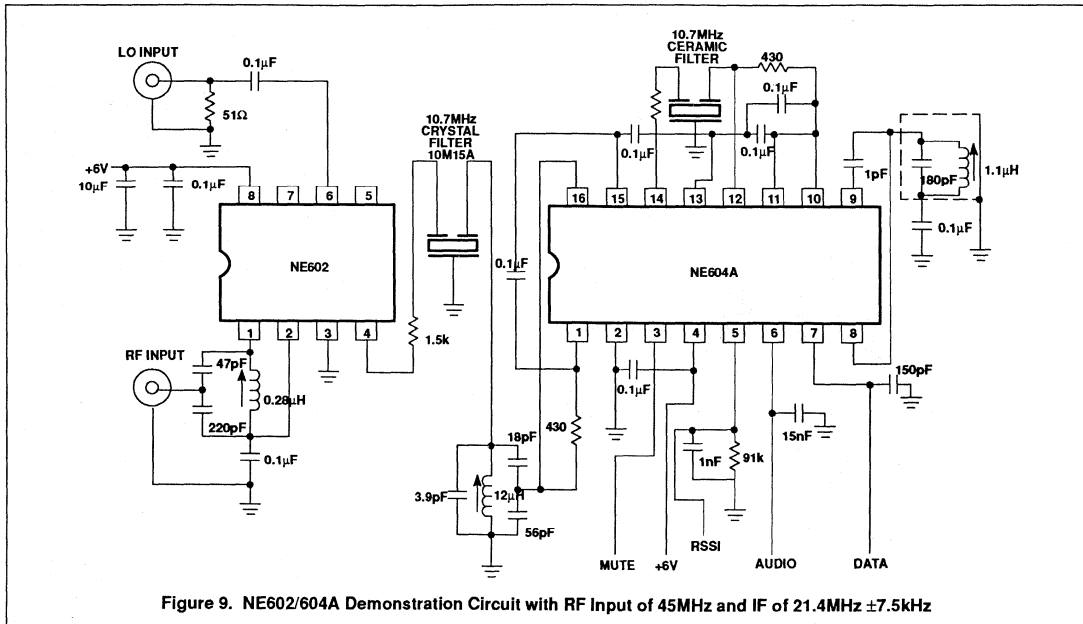 LO INPUT
0.1μF
51Ω
+6V
10μF
0.1μF
8
7
6
5
NE602
1
2
3
4
RF INPUT
47pF
0.28μH
220pF
0.1μF
1.5k
10.7MHz
CRYSTAL
FILTER
10M15A
3.9pF
12μH
18pF
56pF
430
0.1μF
10.7MHz
CERAMIC
FILTER
430
0.1μF
0.1μF
0.1μF
16
15
14
13
12
11
10
9
NE604A
1
2
3
4
5
6
7
8
1pF
180pF
1.1μH
0.1μF
0.1μF
1nF
91k
15nF
150pF
MUTE
+6V
RSSI
AUDIO
DATA
Figure 9. NE602/604A Demonstration Circuit with RF Input of 45MHz and IF of 21.4MHz ±7.5kHz